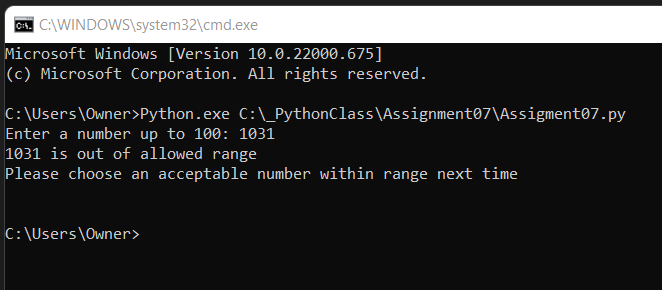 C:\WINDOWS\system32\cmd.exe
Microsoft Windows [Version 10.0.22000.675]
(c) Microsoft Corporation. All rights reserved.
C:\Users\Owner>Python.exe C:\_PythonClass\Assignment07\Assigment07.py
Enter a number up to 100: 1031
1031 is out of allowed range
Please choose an acceptable number within range next time
C:\Users\Owner>